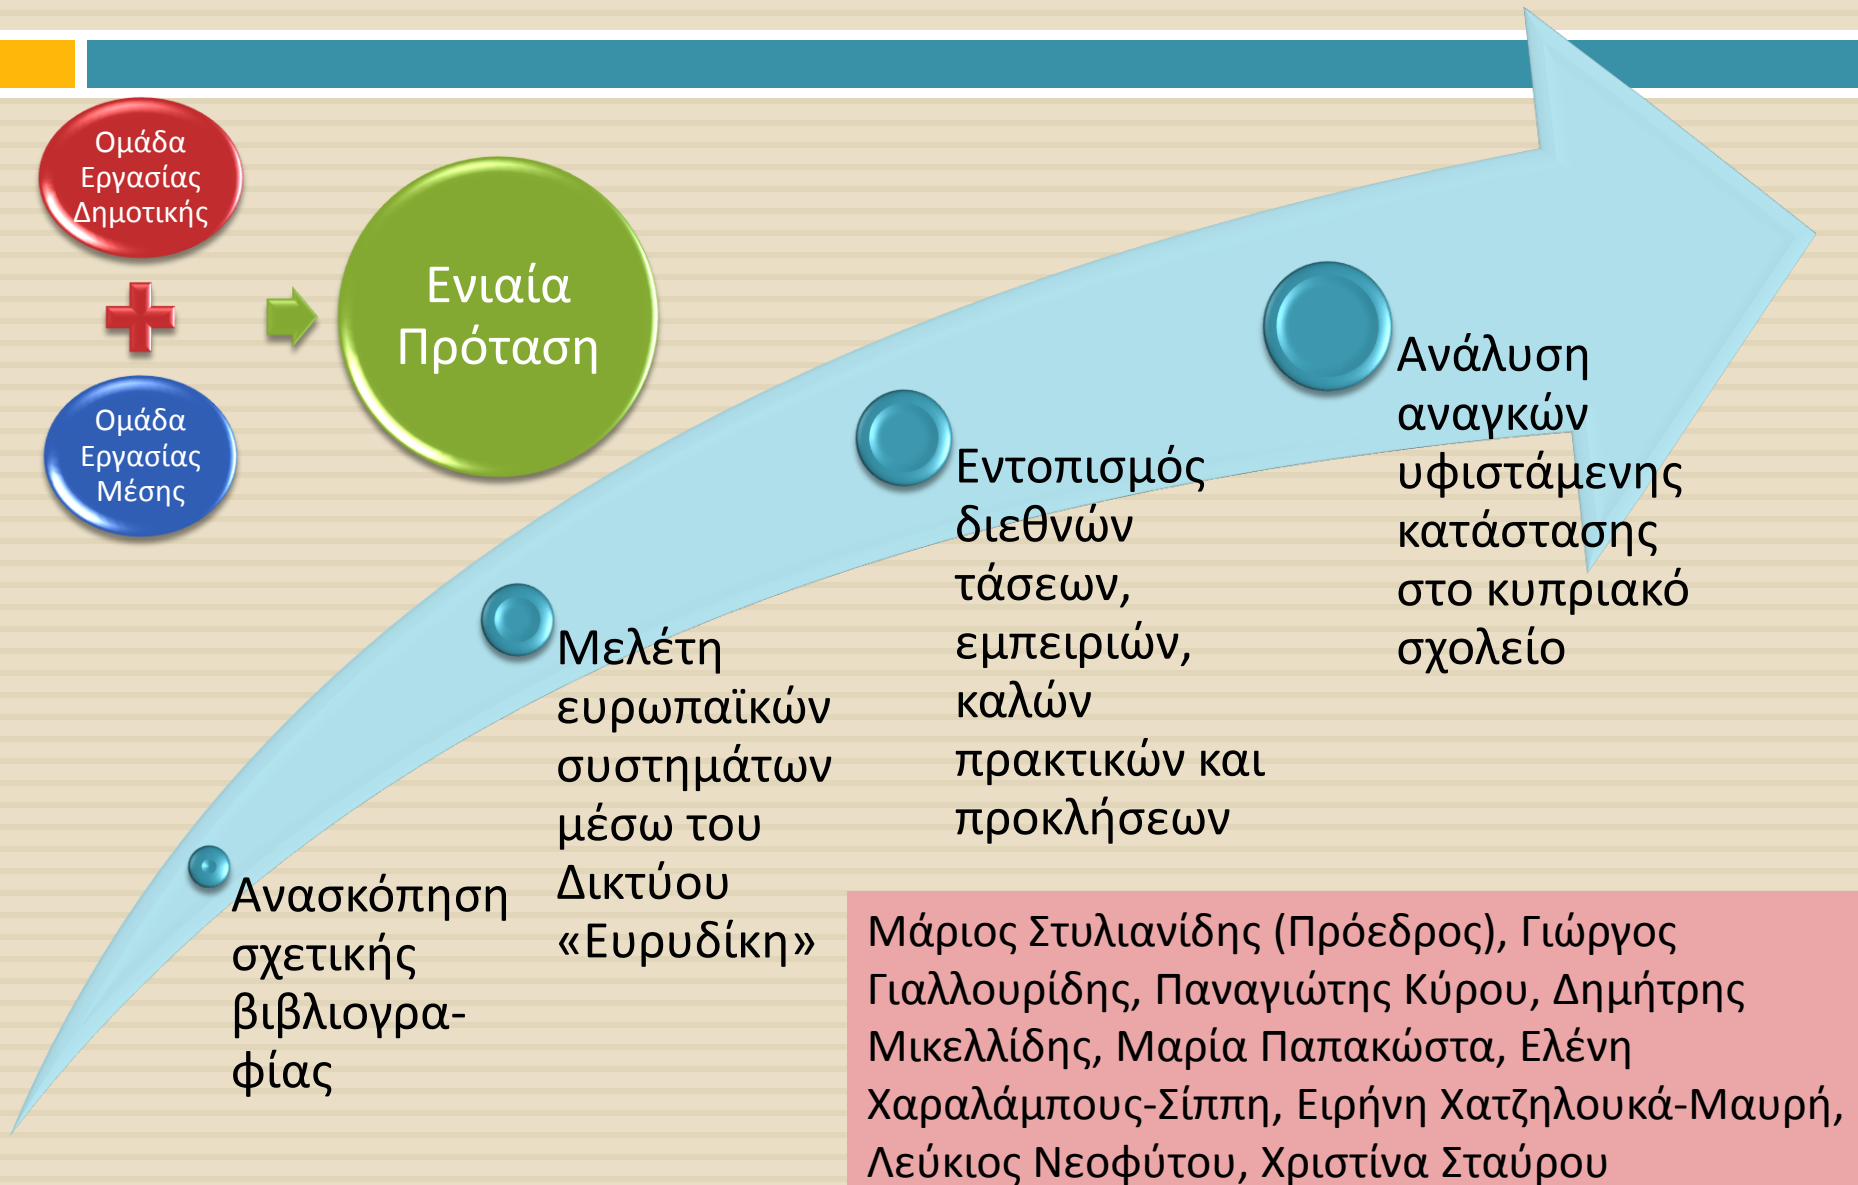 Ομάδα
Εργασίας
Δημοτικής
Ομάδα
Εργασίας
Μέσης
Ενιαία
Πρόταση
Ανασκόπηση
σχετικής
βιβλιογρα-
φίας
Μελέτη
ευρωπαϊκών
συστημάτων
μέσω του
Δικτύου
«Ευρυδίκη»
Εντοπισμός
διεθνών
τάσεων,
εμπειριών,
καλών
πρακτικών και
προκλήσεων
Ανάλυση
αναγκών
υφιστάμενης
κατάστασης
στο κυπριακό
σχολείο
Μάριος Στυλιανίδης (Πρόεδρος), Γιώργος
Γιαλλουρίδης, Παναγιώτης Κύρου, Δημήτρης
Μικελλίδης, Μαρία Παπακώστα, Ελένη
Χαραλάμπους-Σίππη, Ειρήνη Χατζηλουκά-Μαυρή,
Λεύκιος Νεοφύτου, Χριστίνα Σταύρου